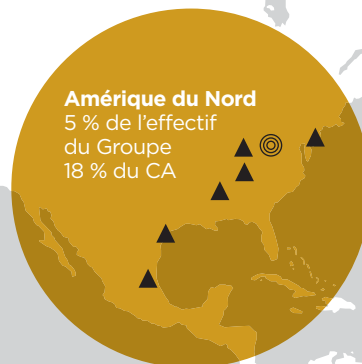 Amérique du Nord
5 % de l’effectif
du Groupe
18 % du CA